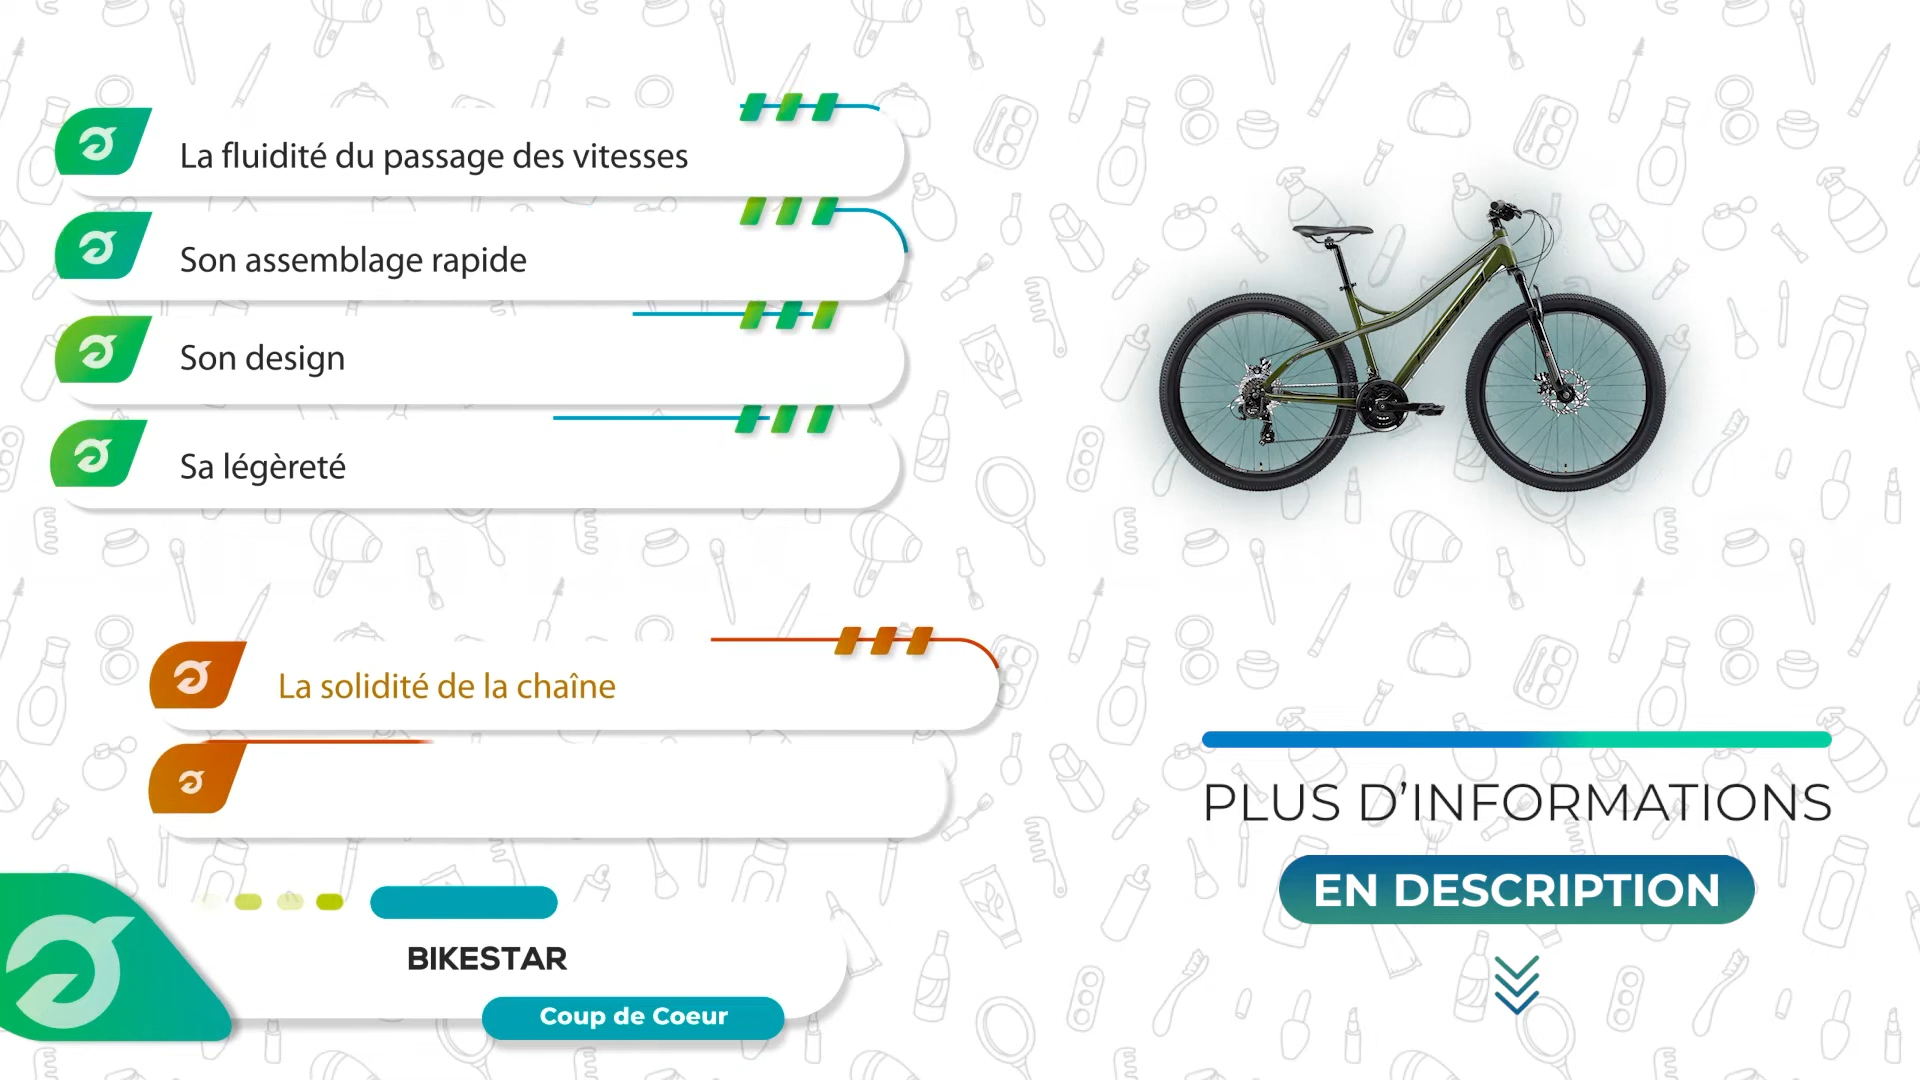 La fluidité du passage des vitesses
Son assemblage rapide
Son design
Sa légèreté
La solidité de la chaîne
BIKESTAR
Coup de Coeur
PLUS D’INFORMATIONS
EN DESCRIPTION